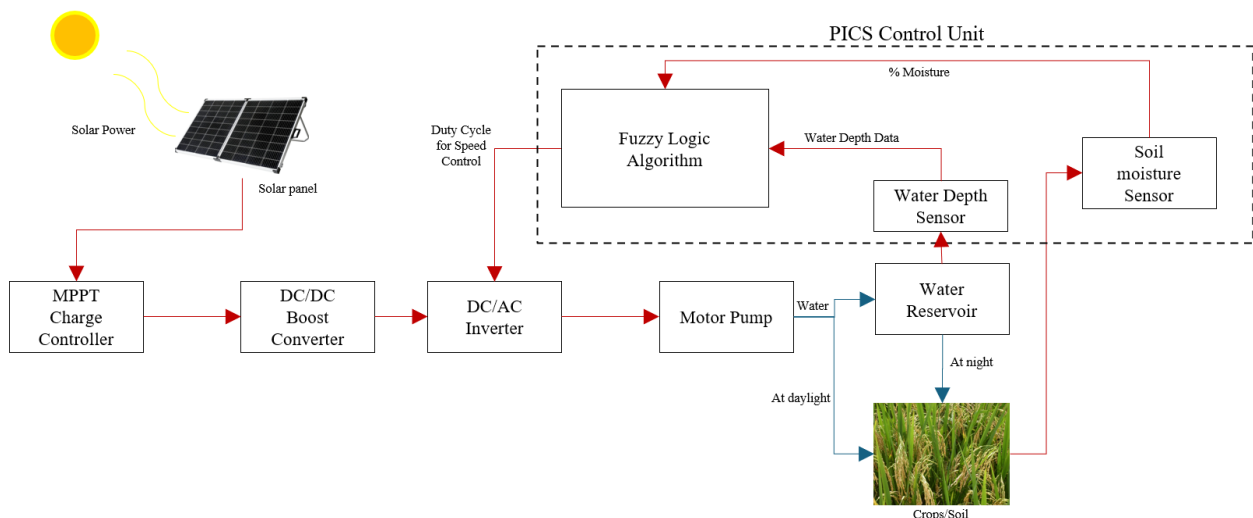 PICS Control Unit
% Moisture
Solar Power
Duty Cycle
for Speed
Control
Fuzzy Logic
Algorithm
Water Depth Data
Soil
moisture
Sensor
Solar panel
Water Depth
Sensor
MPPT
Charge
Controller
DC/DC
Boost
Converter
DC/AC
Inverter
Motor Pump
Water
Water
Reservoir
At night
At daylight
Crops/Soil